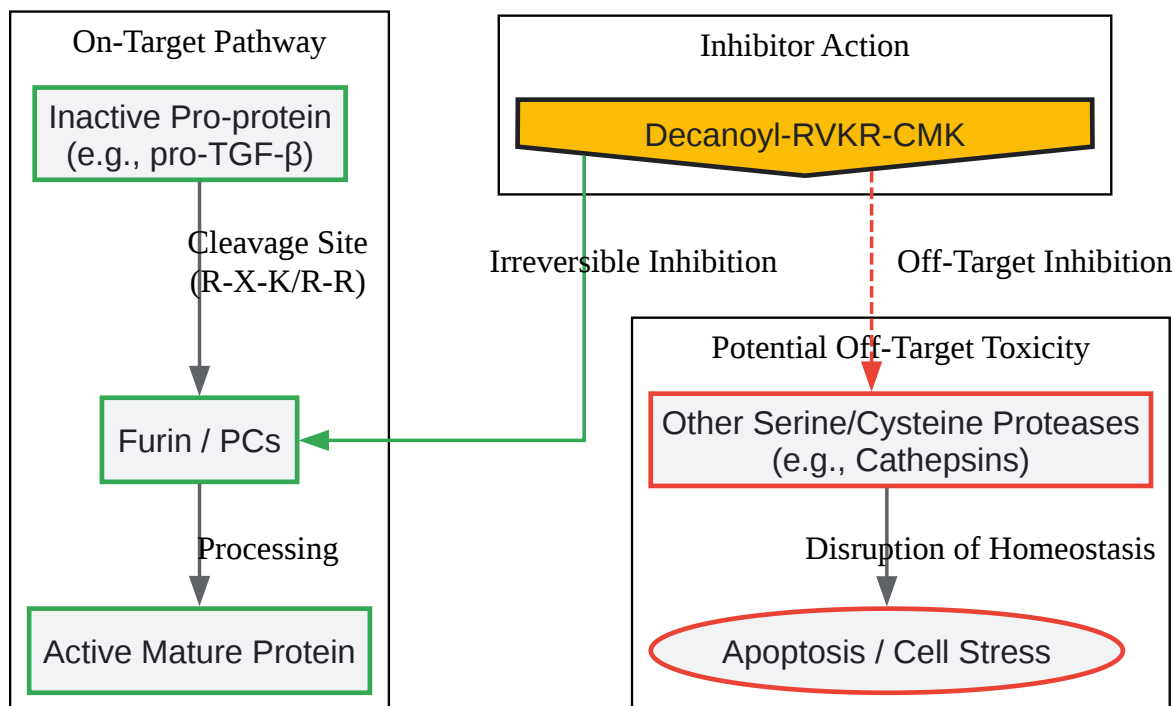 On-Target Pathway
Inactive Pro-protein
(e.g., pro-TGF-β)
Cleavage Site
(R-X-K/R-R)
Furin / PCs
Processing
Active Mature Protein
Inhibitor Action
Decanoyl-RVKR-CMK
Irreversible Inhibition
Off-Target Inhibition
Potential Off-Target Toxicity
Other Serine/Cysteine Proteases
(e.g., Cathepsins)
Disruption of Homeostasis
Apoptosis / Cell Stress